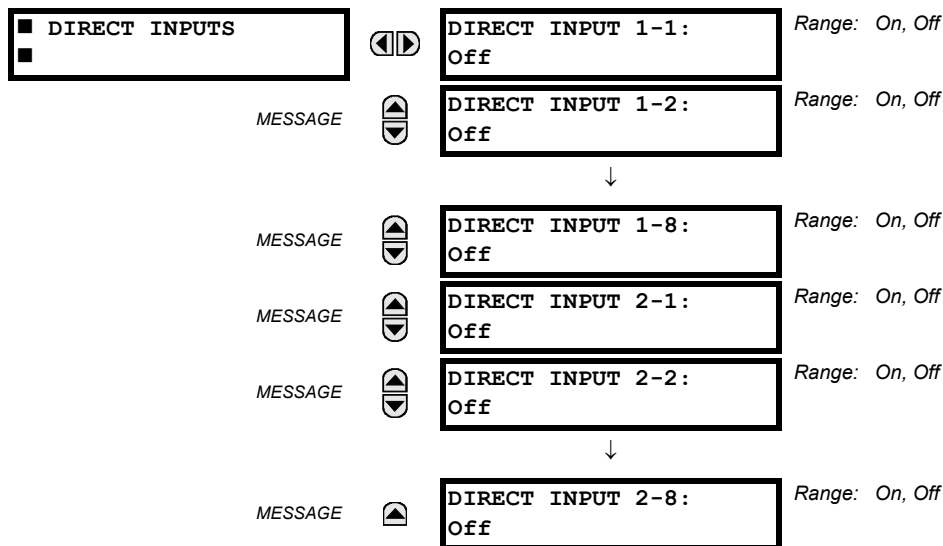 ■ DIRECT INPUTS
■
DIRECT INPUT 1-1:
Off
Range: On, Off
MESSAGE
DIRECT INPUT 1-2:
Off
Range: On, Off
↓
MESSAGE
DIRECT INPUT 1-8:
Off
Range: On, Off
MESSAGE
DIRECT INPUT 2-1:
Off
Range: On, Off
MESSAGE
DIRECT INPUT 2-2:
Off
Range: On, Off
↓
MESSAGE
DIRECT INPUT 2-8:
Off
Range: On, Off